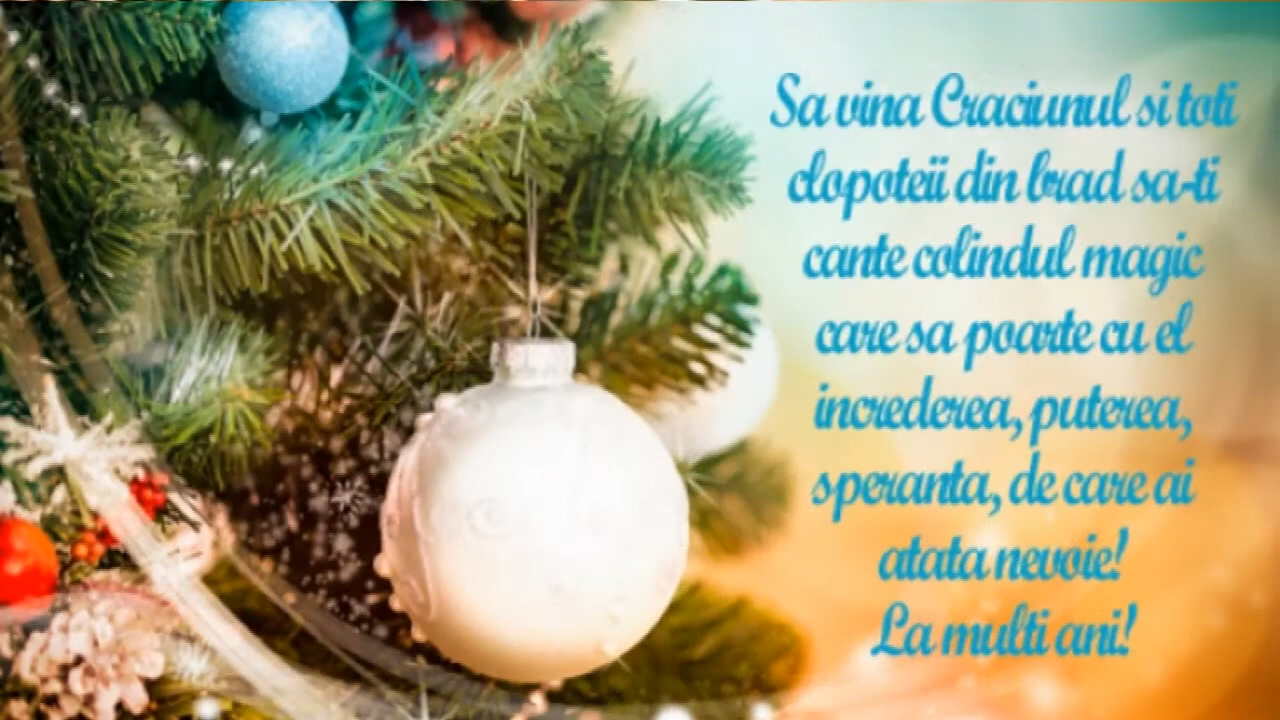 Sa vina Craciunul si toti
clopoteii din brad sa-ti
cante colindul magic
care sa poarte cu el
increderea, puterea,
speranta, de care ai
atata nevoie!
La multi ani!